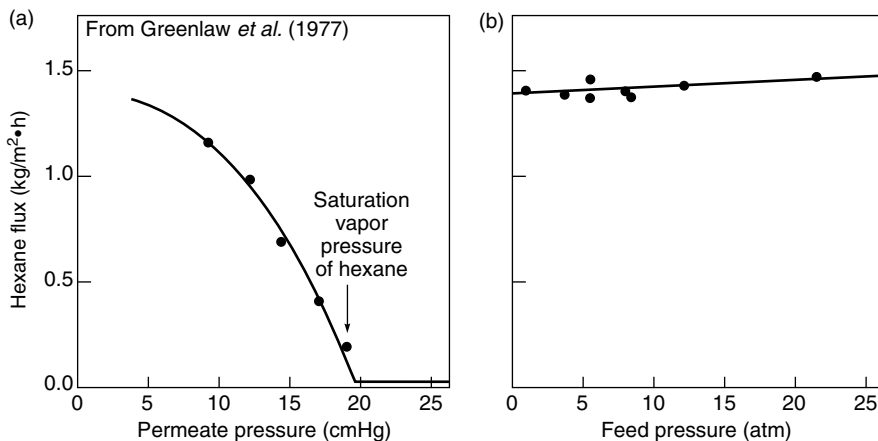 (a)
From Greenlaw et al. (1977)
Hexane flux (kg/m²•h)
1.5
1.0
0.5
0.0
Saturation
vapor
pressure
of hexane
0 5 10 15 20 25
Permeate pressure (cmHg)
(b)
0 5 10 15 20 25
Feed pressure (atm)